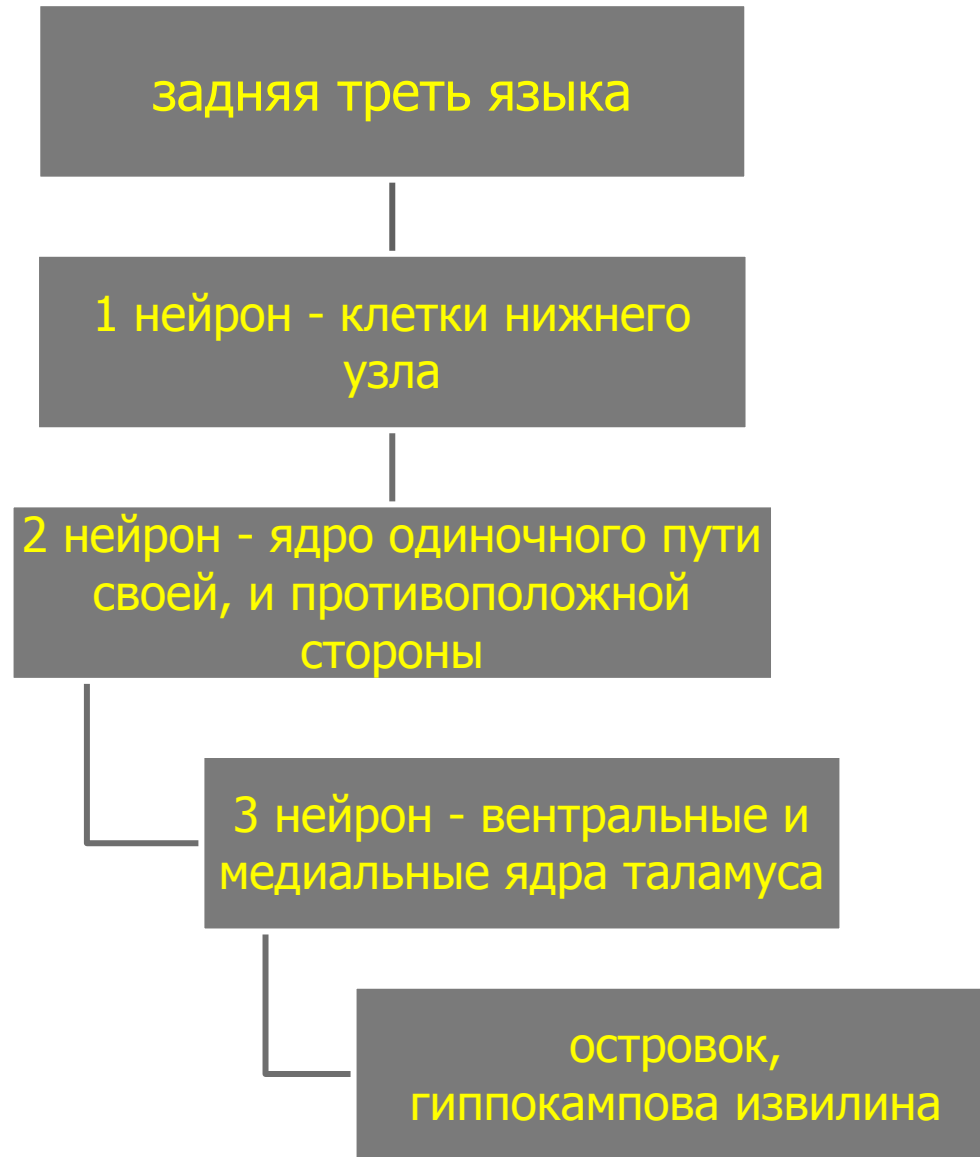 задняя треть языка
1 нейрон - клетки нижнего
узла
2 нейрон - ядро одиночного пути
своей, и противоположной
стороны
3 нейрон - вентральные и
медиальные ядра таламуса
островок,
гиппокампова извилина